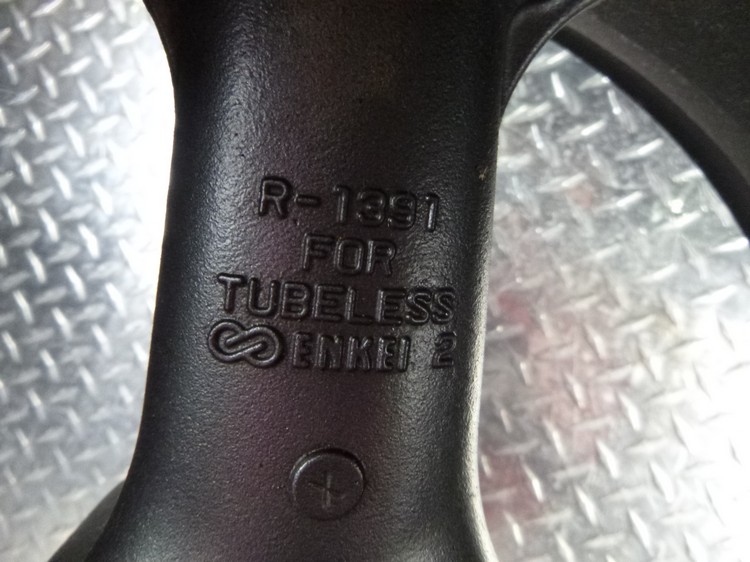 R-1391
FOR
TUBELESS
ENKEI 2